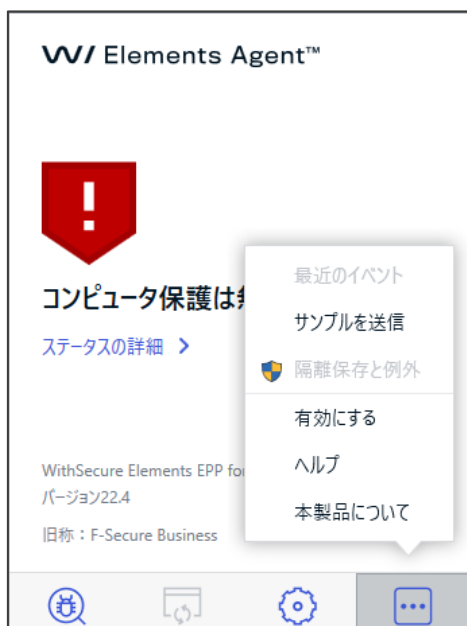 W/ Elements Agent™
コンピュータ保護は
ステータスの詳細
最近のイベント
サンプルを送信
隔離保存と例外
有効にする
ヘルプ
本製品について
WithSecure Elements EPP for
バージョン22.4
旧称：F-Secure Business